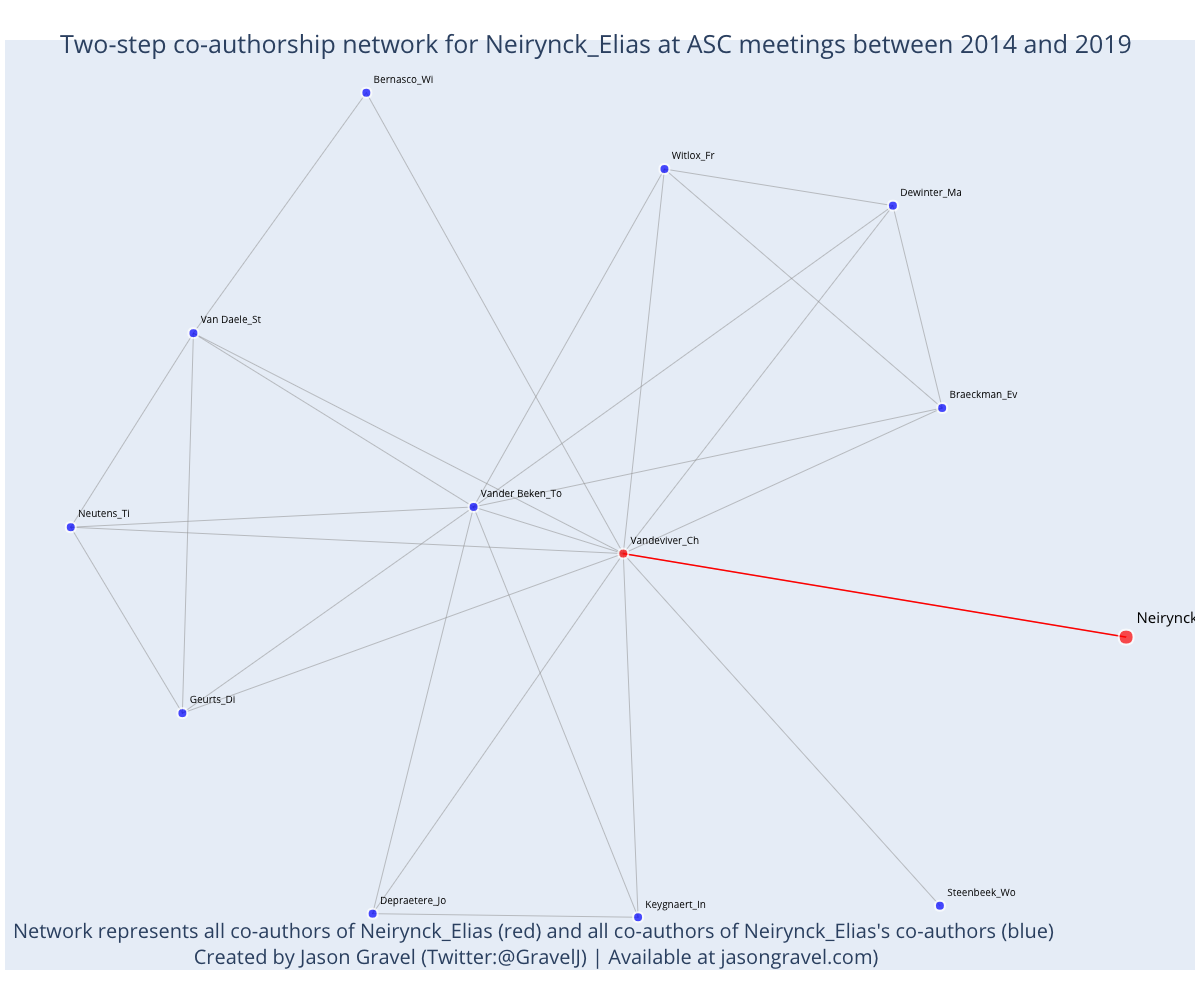 Two-step co-authorship network for Neirynck_Elias at ASC meetings between 2014 and 2019
Bernasco_Wi
Witlox_Fr
Dewinter_Ma
Van Daele_St
Braeckman_Ev
Vander Beken_To
Neutens_Ti
Vandeviver_Ch
Neirynck
Geurts_Di
Steenbeek_Wo
Depraetere_Jo
Keygnaert_In
Network represents all co-authors of Neirynck_Elias (red) and all co-authors of Neirynck_Elias's co-authors (blue)
Created by Jason Gravel (Twitter:@GravelJ) | Available at jasongravel.com)